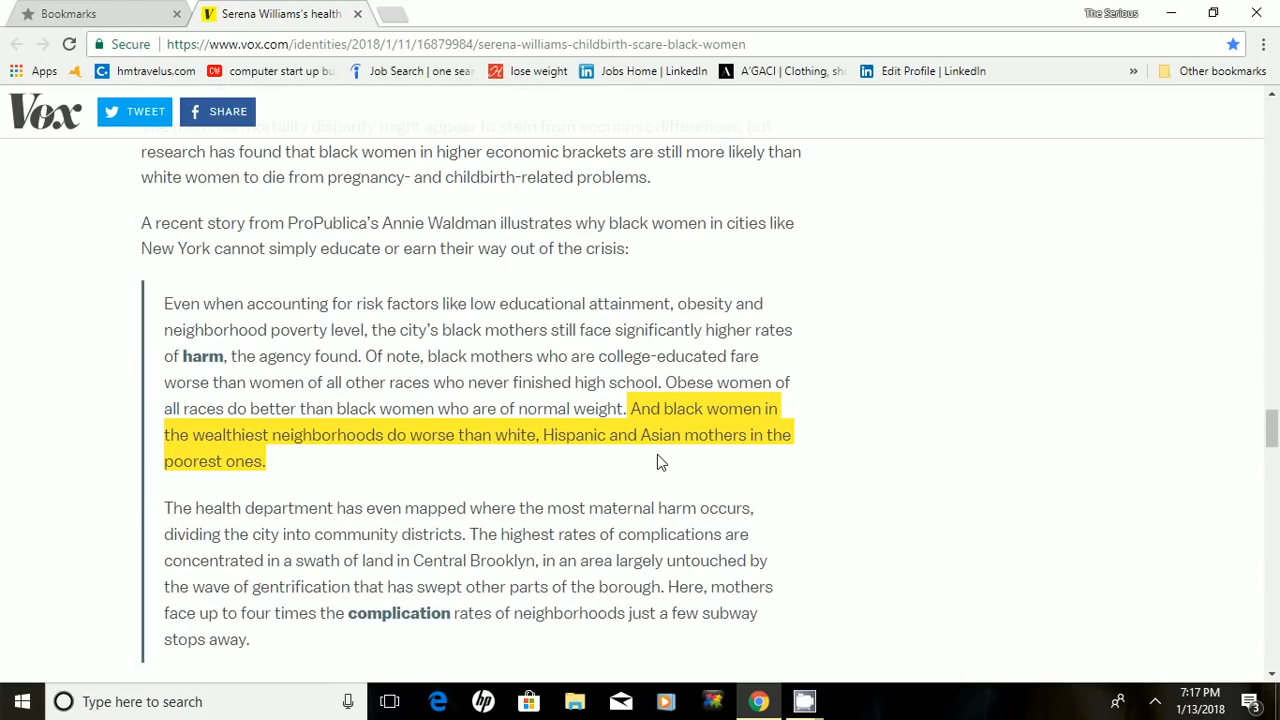 Bookmarks
Serena Williams's health
The Serious
Secure
https://www.vox.com/identities/2018/1/11/16879984/serena-williams-childbirth-scare-black-women
Apps
hmtravelus.com
computer start up bu
Job Search | one sea
lose weight
Jobs Home | LinkedIn
A'GACI | Clothing, sh
Edit Profile | LinkedIn
»
Other bookmarks
Vox
TWEET
SHARE
mortality disparity might appear to stem from economic differences, but
research has found that black women in higher economic brackets are still more likely than
white women to die from pregnancy- and childbirth-related problems.
A recent story from ProPublica's Annie Waldman illustrates why black women in cities like
New York cannot simply educate or earn their way out of the crisis:
Even when accounting for risk factors like low educational attainment, obesity and
neighborhood poverty level, the city's black mothers still face significantly higher rates
of harm, the agency found. Of note, black mothers who are college-educated fare
worse than women of all other races who never finished high school. Obese women of
all races do better than black women who are of normal weight. And black women in
the wealthiest neighborhoods do worse than white, Hispanic and Asian mothers in the
poorest ones.
The health department has even mapped where the most maternal harm occurs,
dividing the city into community districts. The highest rates of complications are
concentrated in a swath of land in Central Brooklyn, in an area largely untouched by
the wave of gentrification that has swept other parts of the borough. Here, mothers
face up to four times the complication rates of neighborhoods just a few subway
stops away.
Type here to search
7:17 PM
1/13/2018
3